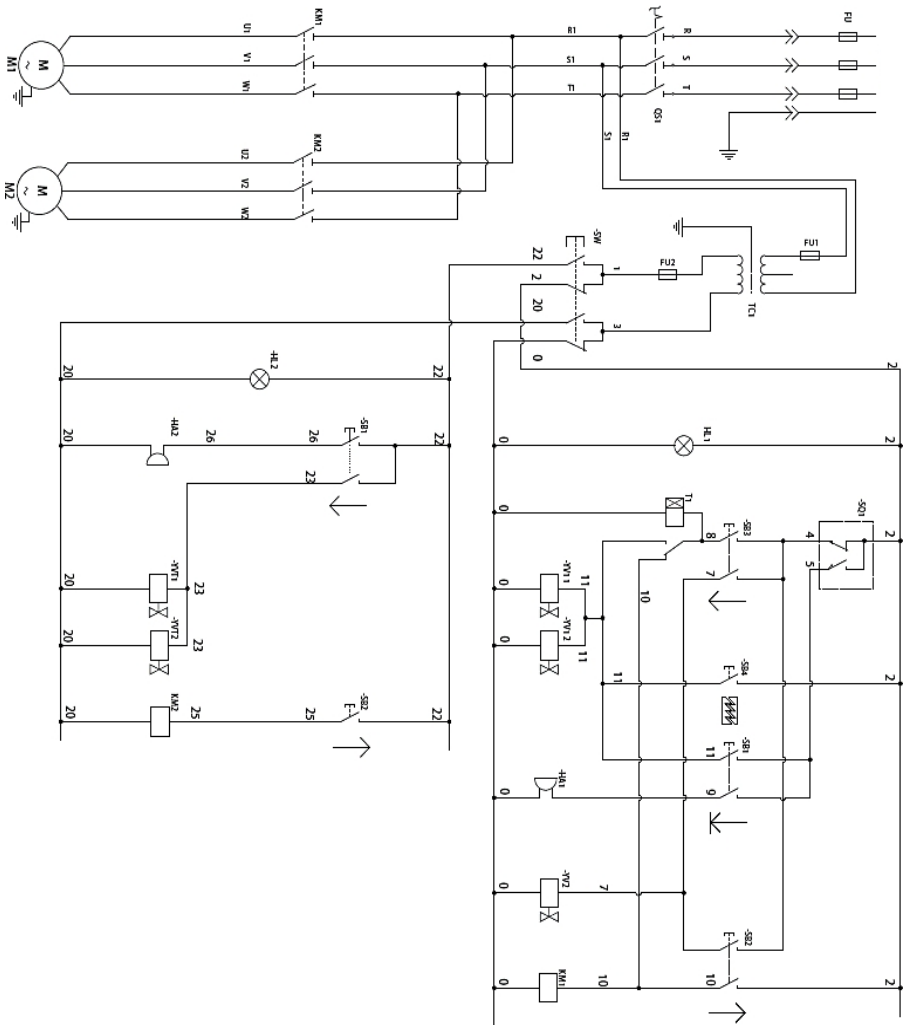 FU
R
S
T
QS1
R1
S1
T1
R1
S1
KM1
U1
V1
W1
M1
M
~
KM2
U2
V2
W2
M2
M
~
FU1
TC1
FU2
1
3
-SW
22
2
20
0
2
20
-HL2
22
20
-HA2
26
26
-SB1
22
23
20
-YVT1
23
20
-YVT2
23
20
KM2
25
25
-SB2
22
0
HL1
2
0
T1
8
-SB3
4
-SQ1
2
5
7
10
0
-YV1 1
11
0
-YV1 2
11
11
-SB4
2
11
-SB1
0
-HA1
9
0
-YV2
7
-SB2
0
KM1
10
10
2